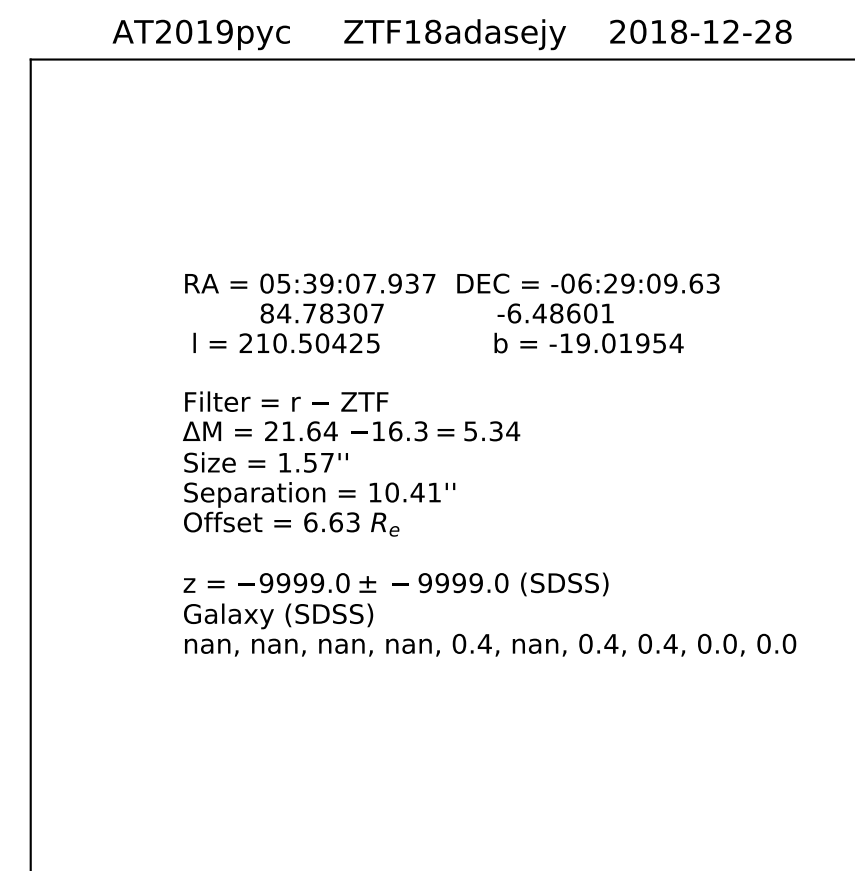 AT2019pyc ZTF18adasejy 2018-12-28
RA = 05:39:07.937 DEC = -06:29:09.63
84.78307 -6.48601
l = 210.50425 b = -19.01954
Filter = r − ZTF
ΔM = 21.64 −16.3 = 5.34
Size = 1.57''
Separation = 10.41''
Offset = 6.63 Rₑ
z = −9999.0 ± − 9999.0 (SDSS)
Galaxy (SDSS)
nan, nan, nan, nan, 0.4, nan, 0.4, 0.4, 0.0, 0.0